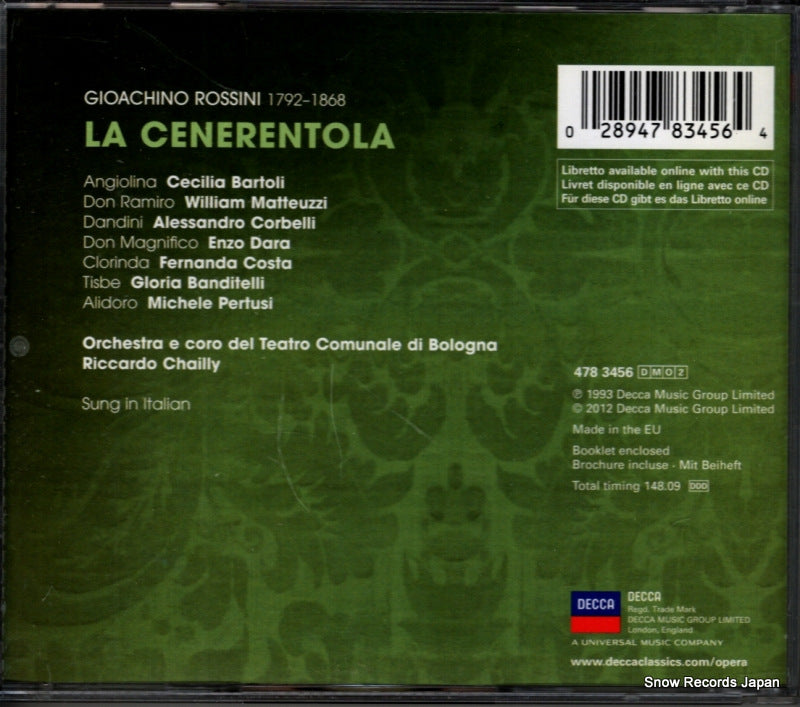 GIOACHINO ROSSINI 1792–1868
LA CENERENTOLA
Angiolina Cecilia Bartoli
Don Ramiro William Matteuzzi
Dandini Alessandro Corbelli
Don Magnifico Enzo Dara
Clorinda Fernanda Costa
Tisbe Gloria Banditelli
Alidoro Michele Pertusi
Orchestra e coro del Teatro Comunale di Bologna
Riccardo Chailly
Sung in Italian
0 28947 83456 4
Libretto available online with this CD
Livret disponible en ligne avec ce CD
Für diese CD gibt es das Libretto online
478 3456 DMO2
℗ 1993 Decca Music Group Limited
© 2012 Decca Music Group Limited
Made in the EU
Booklet enclosed
Brochure incluse · Mit Beiheft
Total timing 148.09 DDD
DECCA
DECCA
Regd. Trade Mark
DECCA MUSIC GROUP LIMITED
London, England
A UNIVERSAL MUSIC COMPANY
www.deccaclassics.com/opera
Snow Records Japan